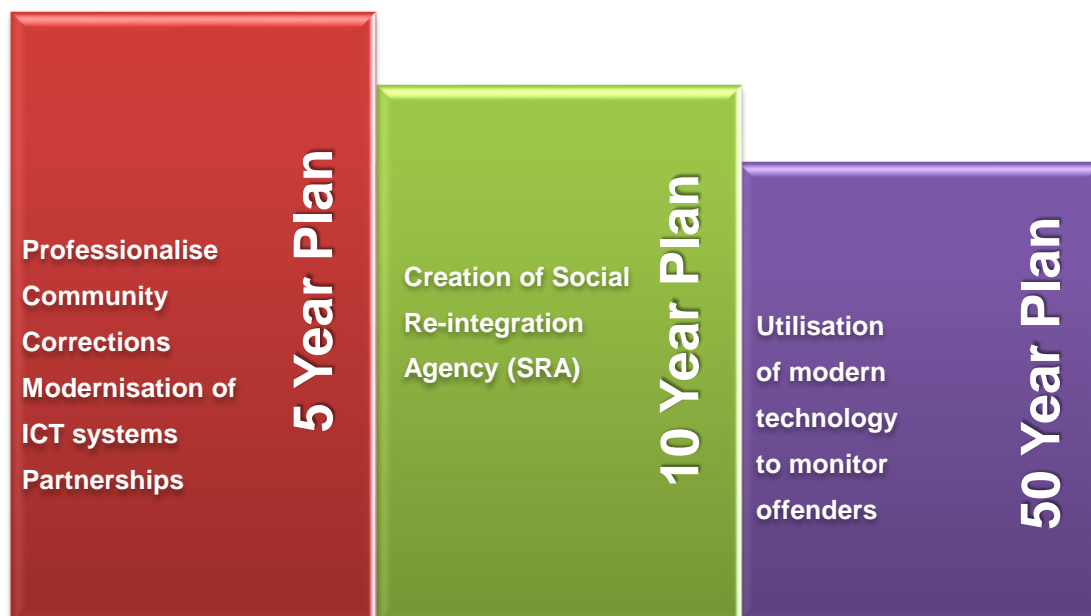 Professionalise
Community
Corrections
Modernisation of
ICT systems
Partnerships
5 Year Plan
Creation of Social
Re-integration
Agency (SRA)
10 Year Plan
Utilisation
of modern
technology
to monitor
offenders
50 Year Plan